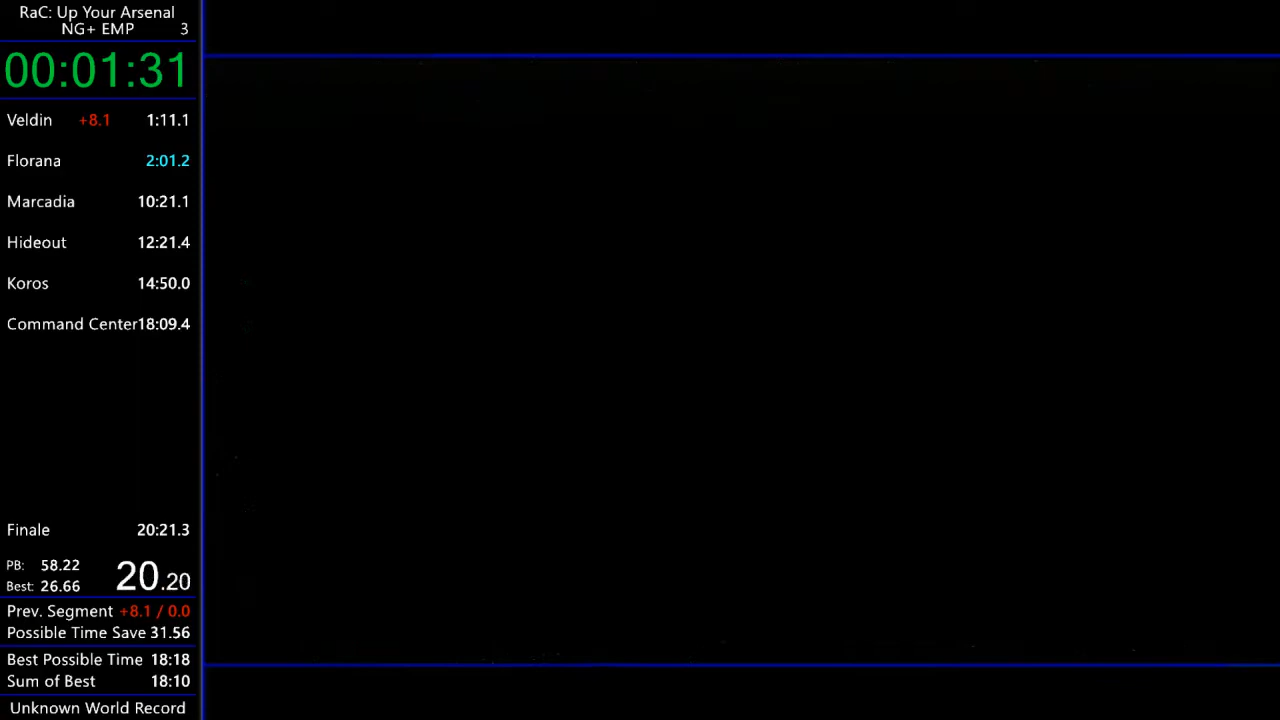 RaC: Up Your Arsenal
NG+ EMP 3
00:01:31
Veldin +8.1 1:11.1
Florana 2:01.2
Marcadia 10:21.1
Hideout 12:21.4
Koros 14:50.0
Command Center 18:09.4
Finale 20:21.3
PB: 58.22
Best: 26.66
20.20
Prev. Segment +8.1 / 0.0
Possible Time Save 31.56
Best Possible Time 18:18
Sum of Best 18:10
Unknown World Record